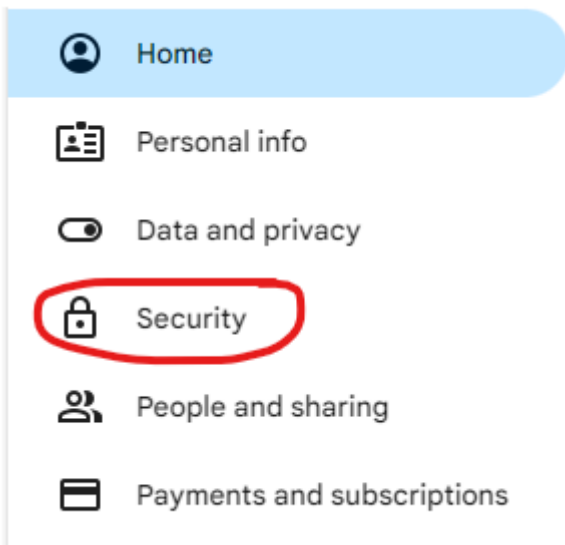 Home
Personal info
Data and privacy
Security
People and sharing
Payments and subscriptions